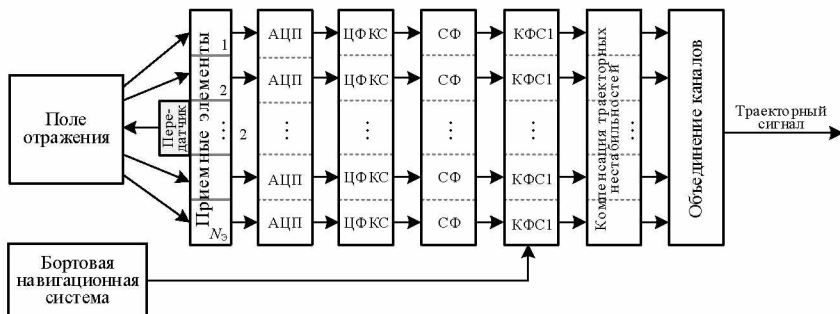 Поле
отражения
Пере-
датчик
Приемные элементы
1
2
...
Nэ
2
АЦП
АЦП
...
АЦП
АЦП
ЦФКС
ЦФКС
...
ЦФКС
ЦФКС
СФ
СФ
...
СФ
СФ
КФС1
КФС1
...
КФС1
КФС1
Компенсация траекторных
нестабильностей
Объединение каналов
Траекторный
сигнал
Бортовая
навигационная
система